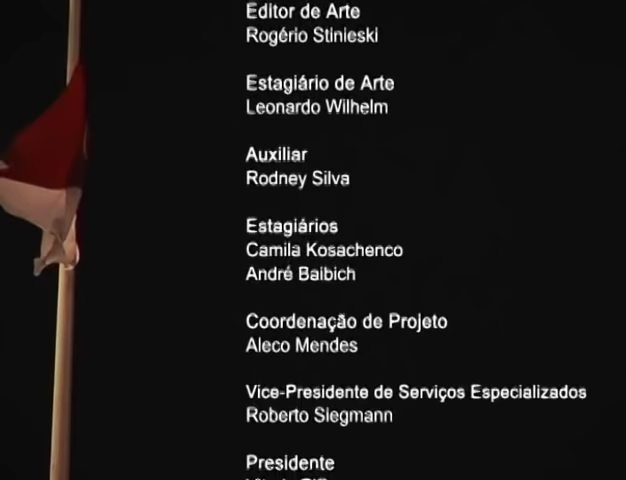 Editor de Arte
Rogério Stinieski
Estagiário de Arte
Leonardo Wilhelm
Auxiliar
Rodney Silva
Estagiários
Camila Kosachenco
André Baibich
Coordenação de Projeto
Aleco Mendes
Vice-Presidente de Serviços Especializados
Roberto Siegmann
Presidente